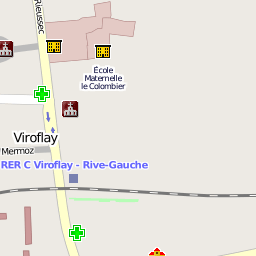 Rieussec
École
Maternelle
le Colombier
Viroflay
Mermoz
RER C Viroflay - Rive-Gauche